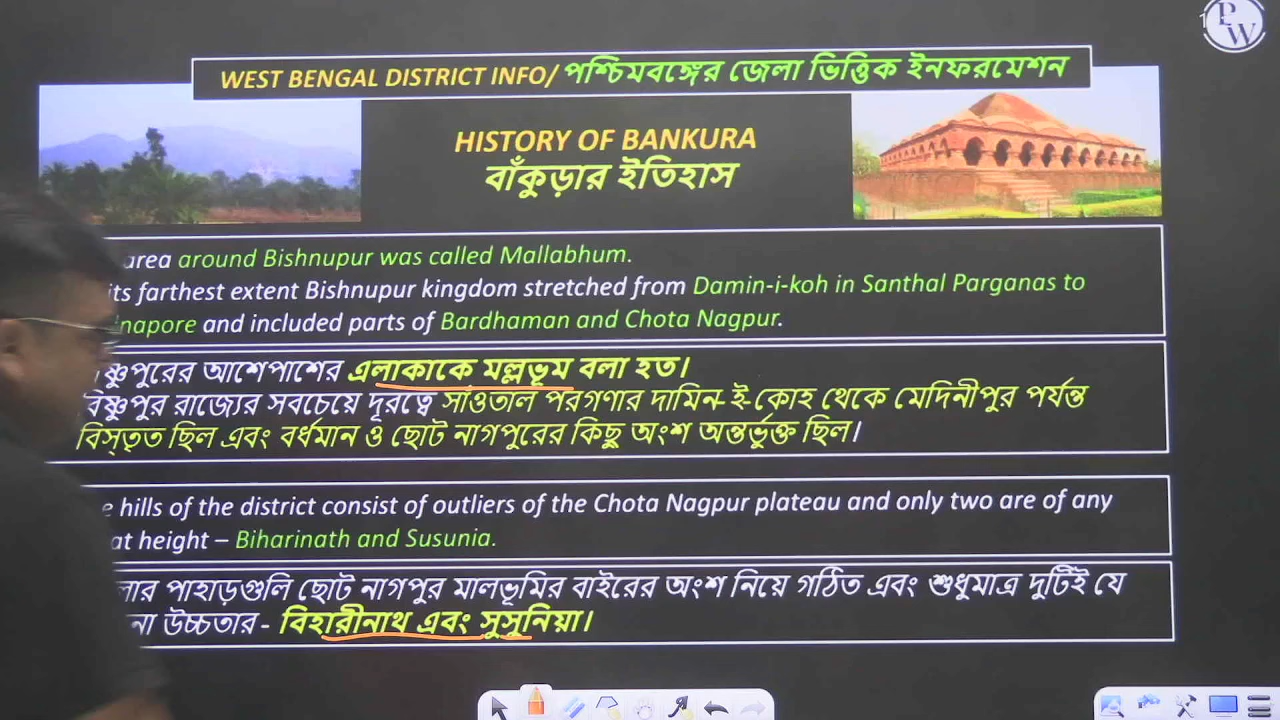 PW
WEST BENGAL DISTRICT INFO/ পশ্চিমবঙ্গের জেলা ভিত্তিক ইনফরমেশন
HISTORY OF BANKURA
বাঁকুড়ার ইতিহাস
area around Bishnupur was called Mallabhum.
its farthest extent Bishnupur kingdom stretched from Damin-i-koh in Santhal Parganas to
and included parts of Bardhaman and Chota Nagpur.
আশেপাশের এলাকাকে মল্লভূম বলা হত।
রাজ্যের সবচেয়ে দূরত্বে সাঁওতাল পরগণার দামিন-ই-কোহ থেকে মেদিনীপুর পর্যন্ত
বিস্তৃত ছিল এবং বর্ধমান ও ছোট নাগপুরের কিছু অংশ অন্তর্ভুক্ত ছিল।
hills of the district consist of outliers of the Chota Nagpur plateau and only two are of any
height – Biharinath and Susunia.
পাহাড়গুলি ছোট নাগপুর মালভূমির বাইরের অংশ নিয়ে গঠিত এবং শুধুমাত্র দুটিই যে
উচ্চতার - বিহারীনাথ এবং সুসুনিয়া।